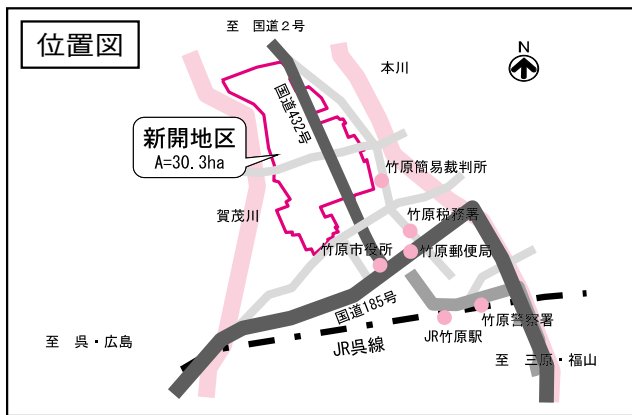 位置図
至 国道２号
N
本川
国道432号
新開地区
A=30.3ha
竹原簡易裁判所
賀茂川
竹原税務署
竹原市役所
竹原郵便局
国道185号
竹原警察署
JR竹原駅
JR呉線
至 呉・広島
至 三原・福山